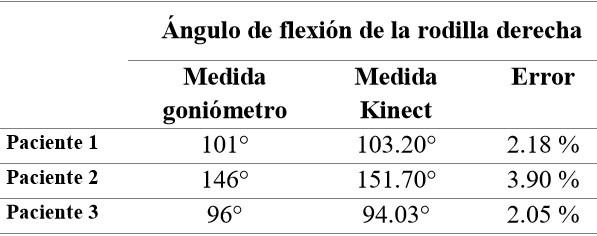 Ángulo de flexión de la rodilla derecha
Medida Medida Error
goniómetro Kinect
Paciente 1 101° 103.20° 2.18 %
Paciente 2 146° 151.70° 3.90 %
Paciente 3 96° 94.03° 2.05 %